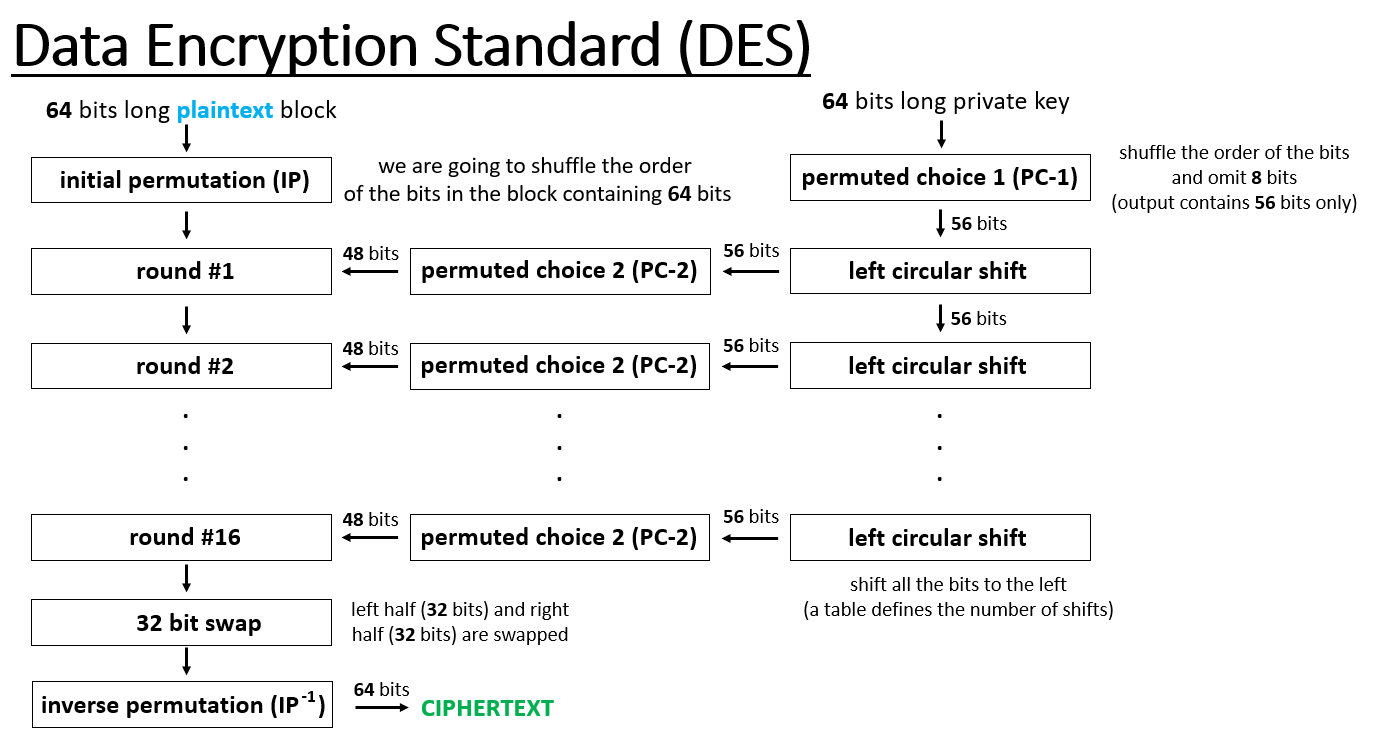 Data Encryption Standard (DES)
64 bits long plaintext block
64 bits long private key
initial permutation (IP)
we are going to shuffle the order
of the bits in the block containing 64 bits
permuted choice 1 (PC-1)
shuffle the order of the bits
and omit 8 bits
(output contains 56 bits only)
56 bits
round #1
48 bits
permuted choice 2 (PC-2)
56 bits
left circular shift
56 bits
round #2
48 bits
permuted choice 2 (PC-2)
56 bits
left circular shift
. . .
. . .
. . .
round #16
48 bits
permuted choice 2 (PC-2)
56 bits
left circular shift
shift all the bits to the left
(a table defines the number of shifts)
32 bit swap
left half (32 bits) and right
half (32 bits) are swapped
inverse permutation (IP⁻¹)
64 bits
CIPHERTEXT